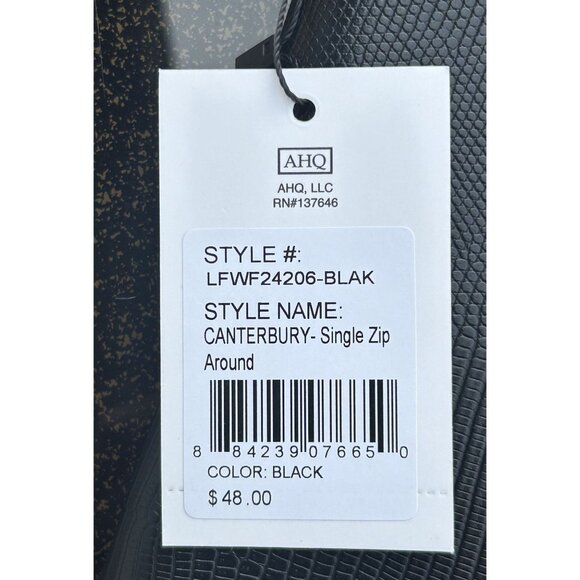 AHQ
AHQ, LLC
RN#137646
STYLE #:
LFWF24206-BLAK
STYLE NAME:
CANTERBURY- Single Zip
Around
8 84239 07665 0
COLOR: BLACK
$ 48.00